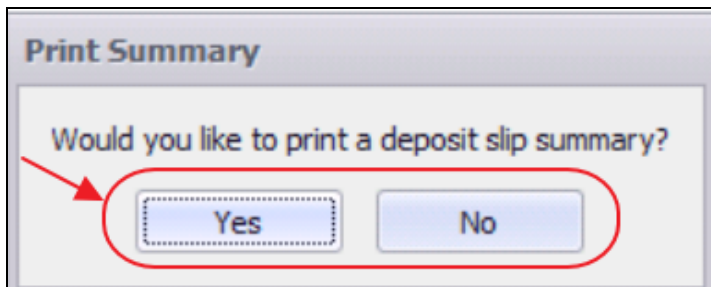 Print Summary
Would you like to print a deposit slip summary?
Yes No